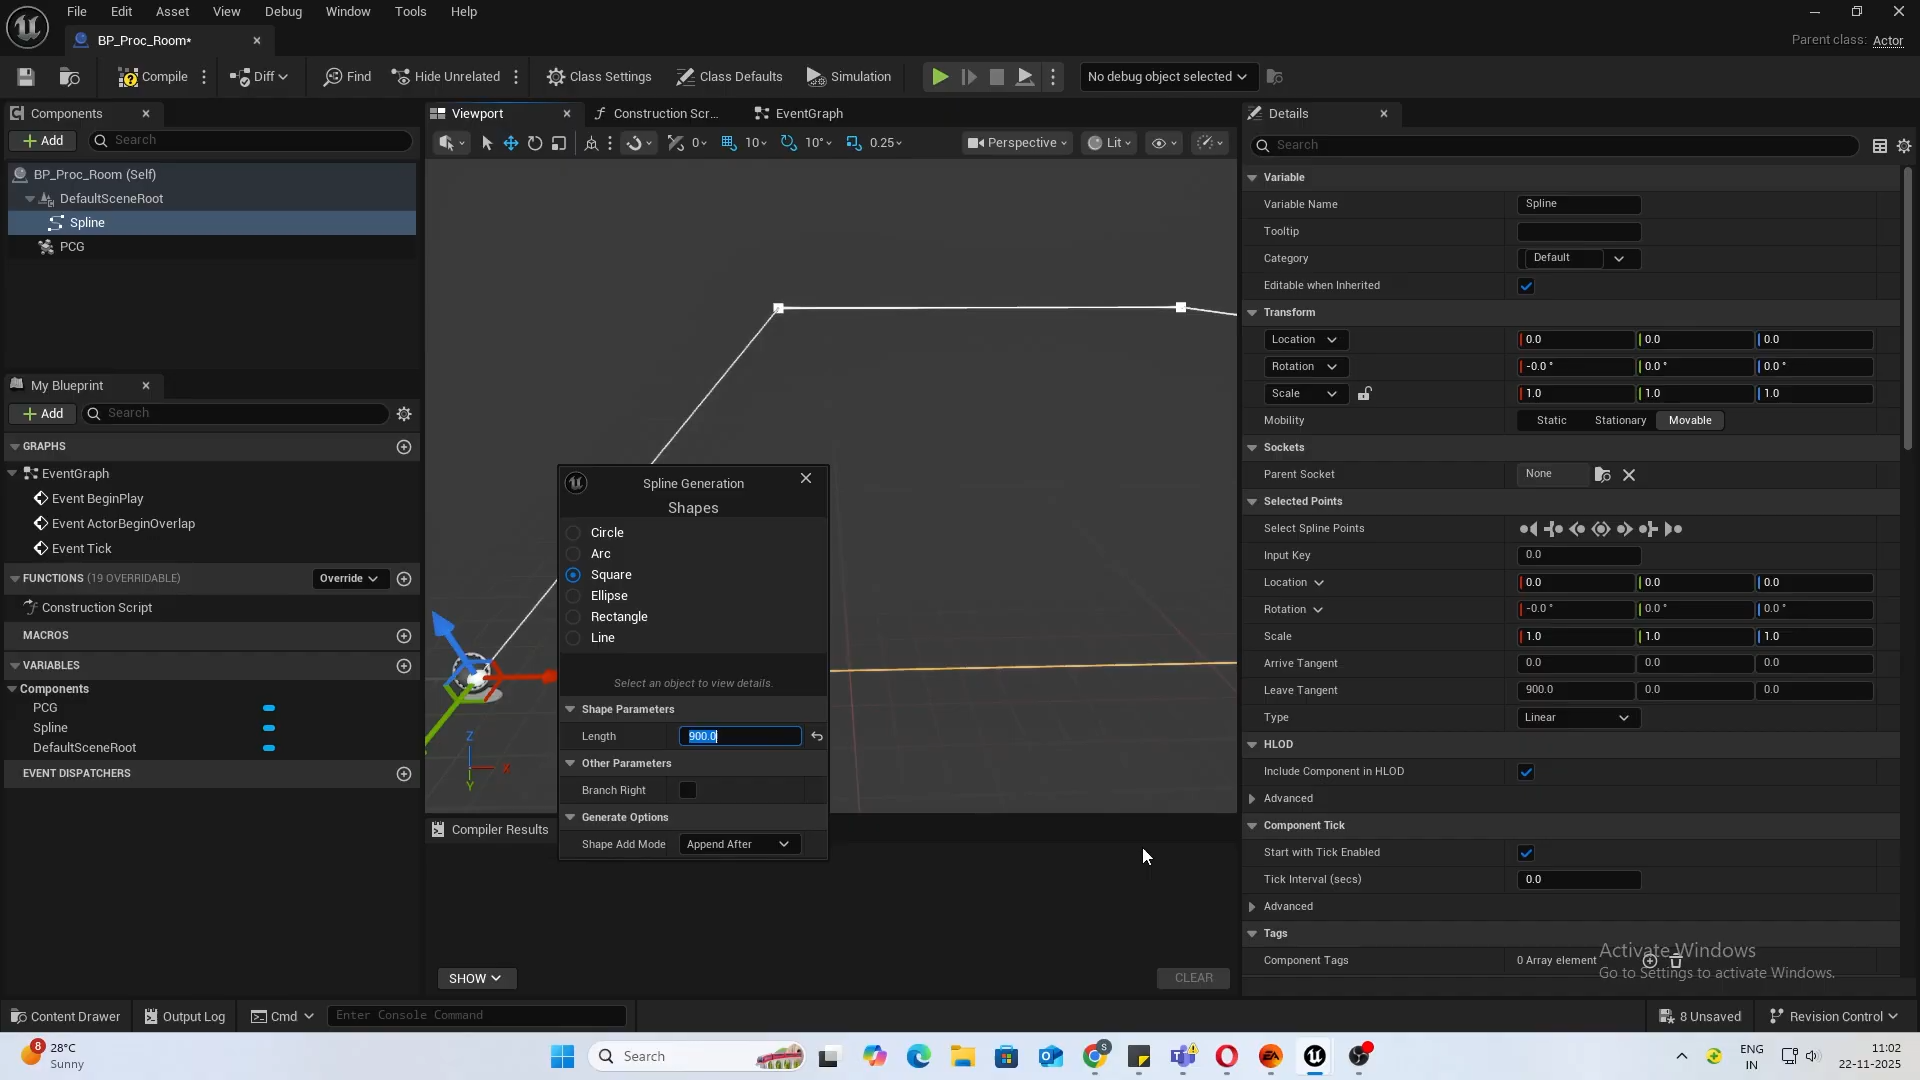 File Edit Asset View Debug Window Tools Help
BP_Proc_Room*
Parent class: Actor
Compile Diff Find Hide Unrelated Class Settings Class Defaults Simulation No debug object selected
Components
Add Search
BP_Proc_Room (Self)
DefaultSceneRoot
Spline
PCG
My Blueprint
Add Search
GRAPHS
EventGraph
Event BeginPlay
Event ActorBeginOverlap
Event Tick
FUNCTIONS (19 OVERRIDABLE) Override
Construction Script
MACROS
VARIABLES
Components
PCG
Spline
DefaultSceneRoot
EVENT DISPATCHERS
Viewport Construction Scr... EventGraph
0 10 10° 0.25 Perspective Lit
Z
X
Y
Spline Generation
Shapes
Circle
Arc
Square
Ellipse
Rectangle
Line
Select an object to view details.
Shape Parameters
Length 900.0
Other Parameters
Branch Right
Generate Options
Shape Add Mode Append After
Compiler Results
SHOW CLEAR
Details
Search
Variable
Variable Name Spline
Tooltip
Category Default
Editable when Inherited
Transform
Location 0.0 0.0 0.0
Rotation -0.0 ° 0.0 ° 0.0 °
Scale 1.0 1.0 1.0
Mobility Static Stationary Movable
Sockets
Parent Socket None
Selected Points
Select Spline Points
Input Key 0.0
Location 0.0 0.0 0.0
Rotation -0.0 ° 0.0 ° 0.0 °
Scale 1.0 1.0 1.0
Arrive Tangent 0.0 0.0 0.0
Leave Tangent 900.0 0.0 0.0
Type Linear
HLOD
Include Component in HLOD
Advanced
Component Tick
Start with Tick Enabled
Tick Interval (secs) 0.0
Advanced
Tags
Component Tags 0 Array element
Activate Windows
Go to Settings to activate Windows.
Content Drawer Output Log Cmd Enter Console Command 8 Unsaved Revision Control
8
28°C
Sunny
Search
S
ENG
IN
11:02
22-11-2025